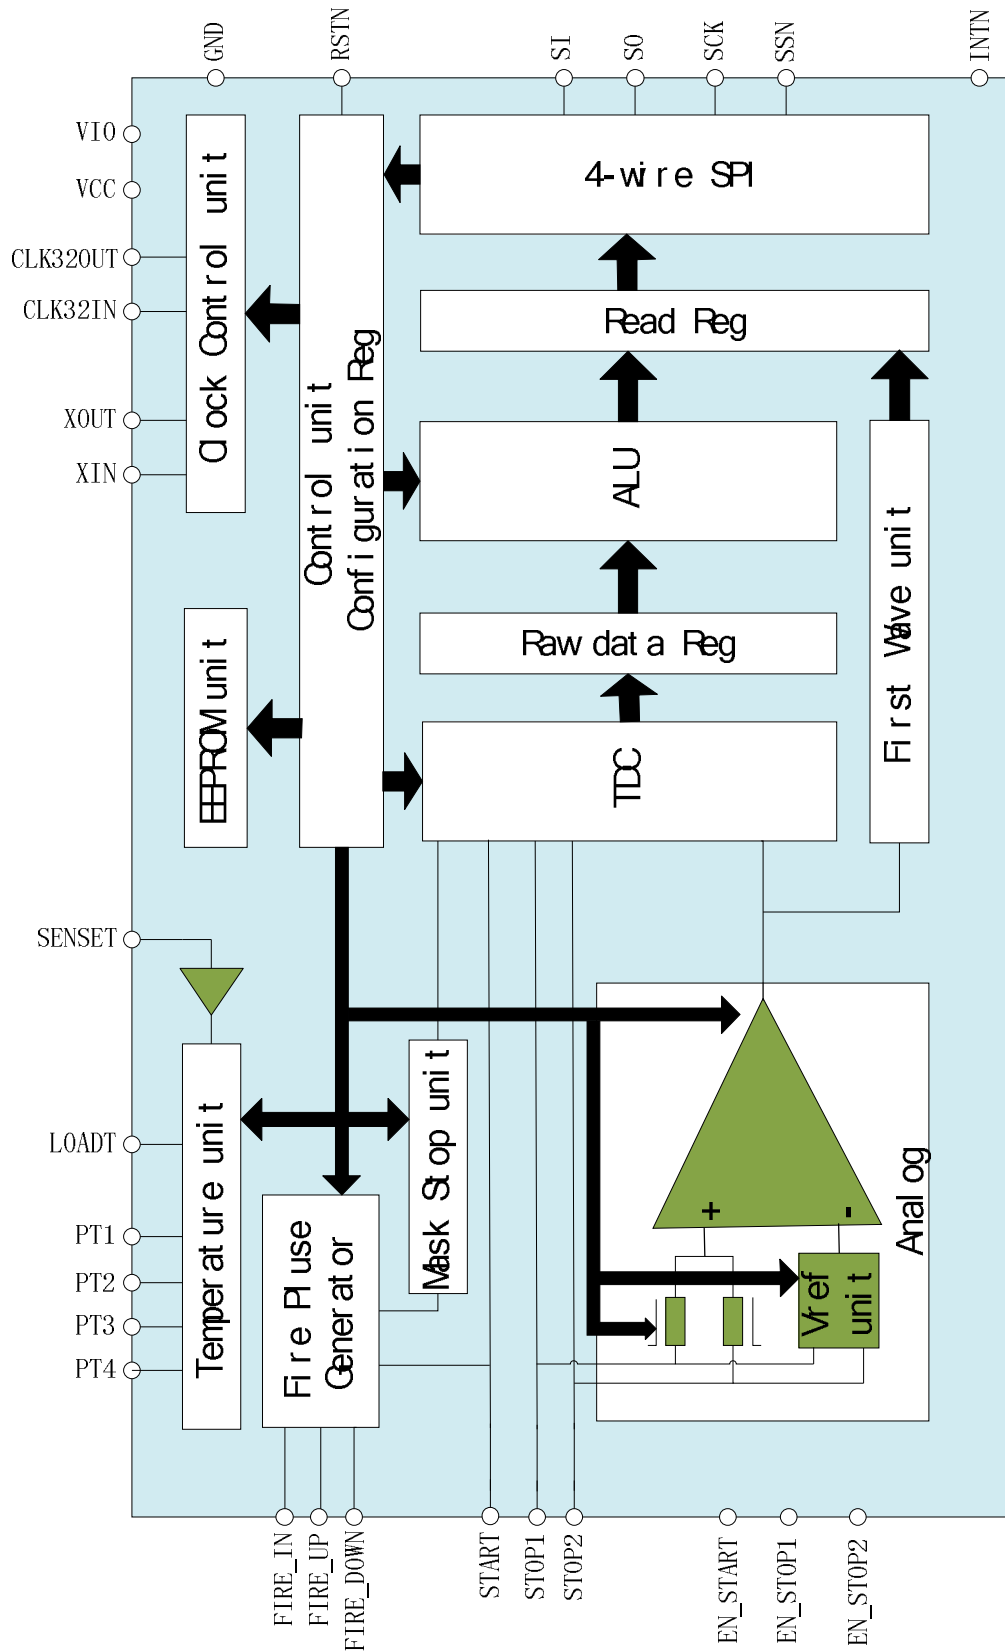 GND
RSTN
SI
SO
SCK
SSN
INTN
VIO
VCC
CLK32OUT
CLK32IN
XOUT
XIN
Clock Control unit
Control unit
Configuration Reg
4-wire SPI
Read Reg
ALU
Raw data Reg
TDC
First Wave unit
EEPROM unit
SENSET
LOADT
PT1
PT2
PT3
PT4
Temperature unit
Mask Stop unit
Fire Pluse
Generator
+
-
Vref
unit
Analog
FIRE_IN
FIRE_UP
FIRE_DOWN
START
STOP1
STOP2
EN_START
EN_STOP1
EN_STOP2